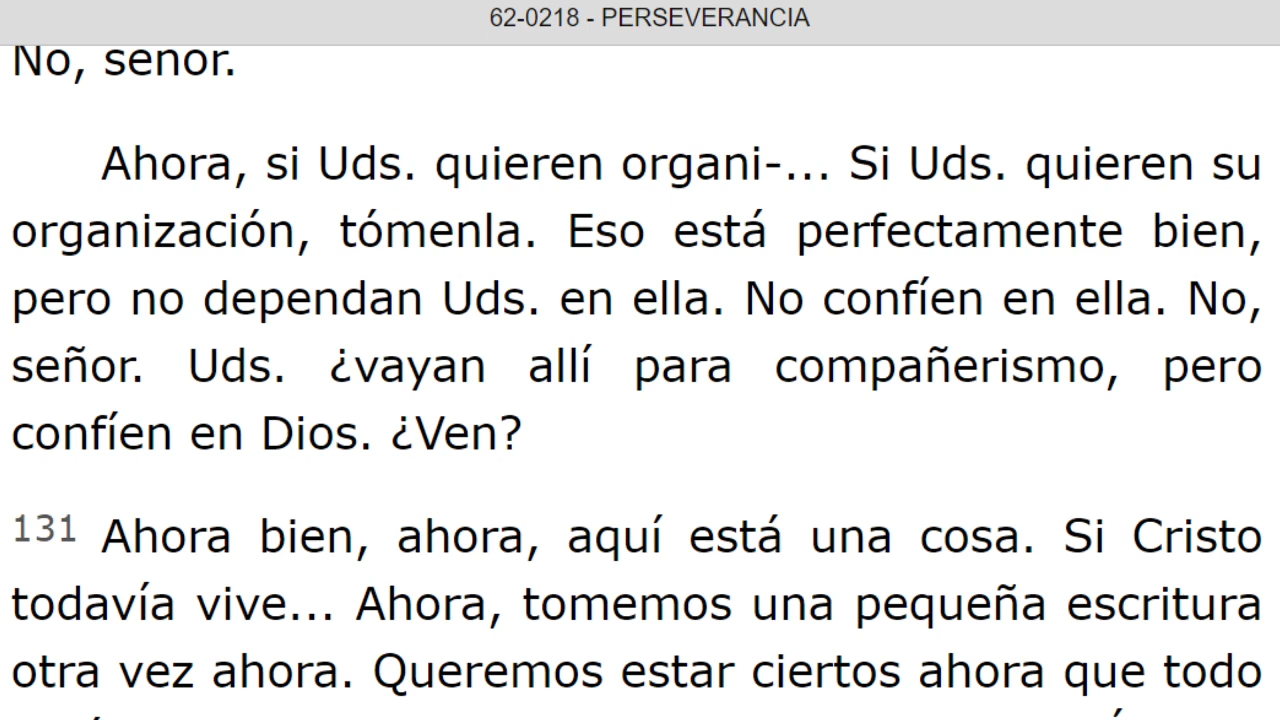 62-0218 - PERSEVERANCIA
No, señor.
Ahora, si Uds. quieren organi-... Si Uds. quieren su
organización, tómenla. Eso está perfectamente bien,
pero no dependan Uds. en ella. No confíen en ella. No,
señor. Uds. ¿vayan allí para compañerismo, pero
confíen en Dios. ¿Ven?
131 Ahora bien, ahora, aquí está una cosa. Si Cristo
todavía vive... Ahora, tomemos una pequeña escritura
otra vez ahora. Queremos estar ciertos ahora que todo